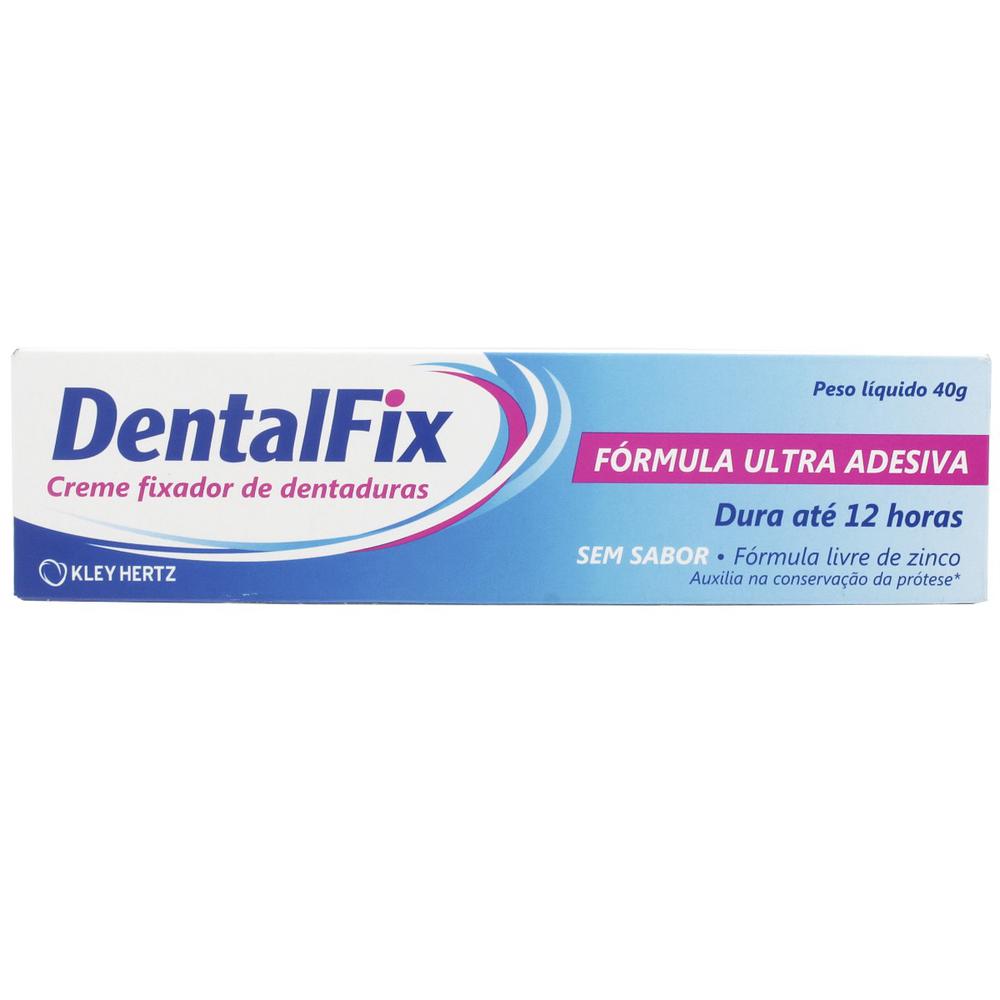 DentalFix
Creme fixador de dentaduras
KLEY HERTZ
Peso líquido 40g
FÓRMULA ULTRA ADESIVA
Dura até 12 horas
SEM SABOR • Fórmula livre de zinco
Auxilia na conservação da prótese*